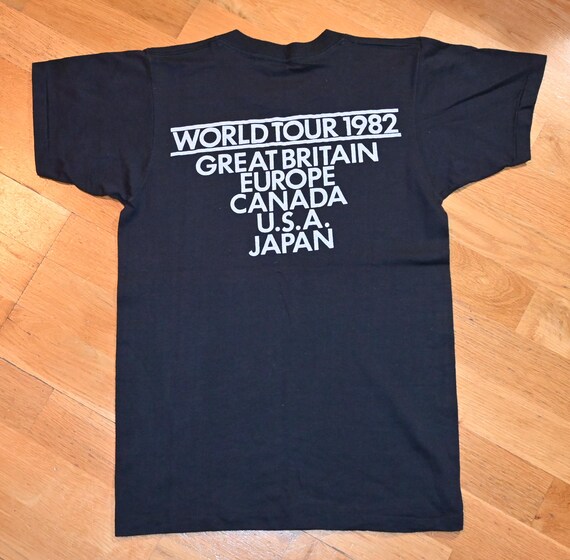 WORLD TOUR 1982
GREAT BRITAIN
EUROPE
CANADA
U.S.A.
JAPAN